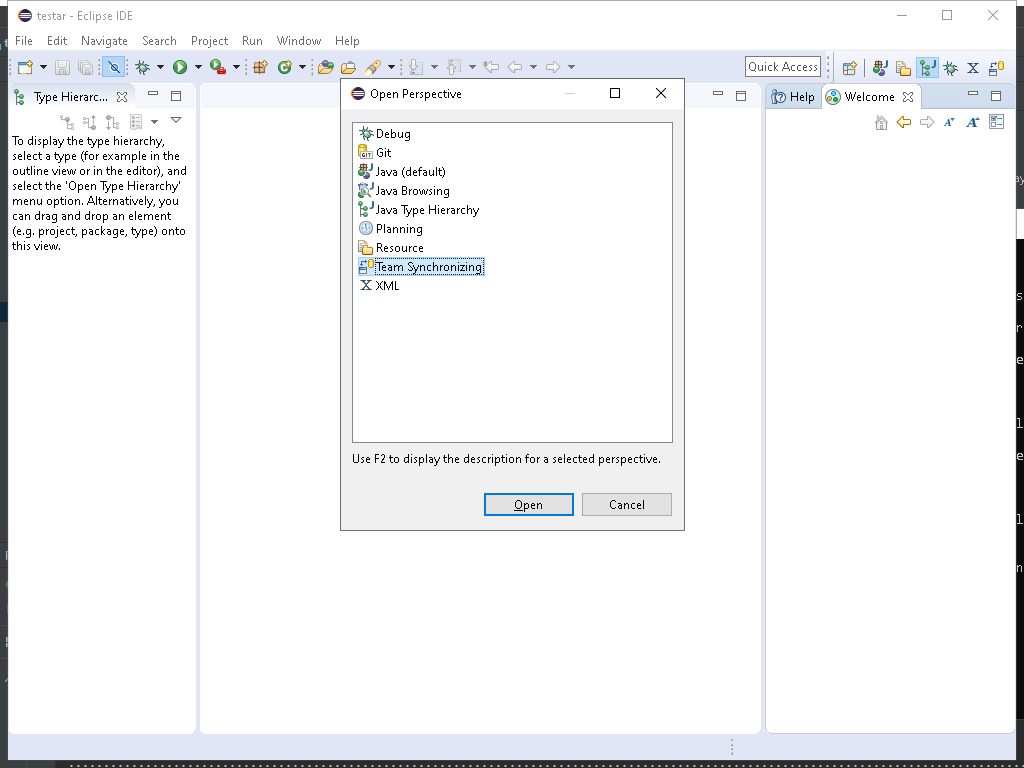 testar - Eclipse IDE
File Edit Navigate Search Project Run Window Help
Quick Access
Type Hierarc...
Help Welcome
To display the type hierarchy,
select a type (for example in the
outline view or in the editor), and
select the 'Open Type Hierarchy'
menu option. Alternatively, you
can drag and drop an element
(e.g. project, package, type) onto
this view.
Open Perspective
Debug
Git
Java (default)
Java Browsing
Java Type Hierarchy
Planning
Resource
Team Synchronizing
XML
Use F2 to display the description for a selected perspective.
Open Cancel